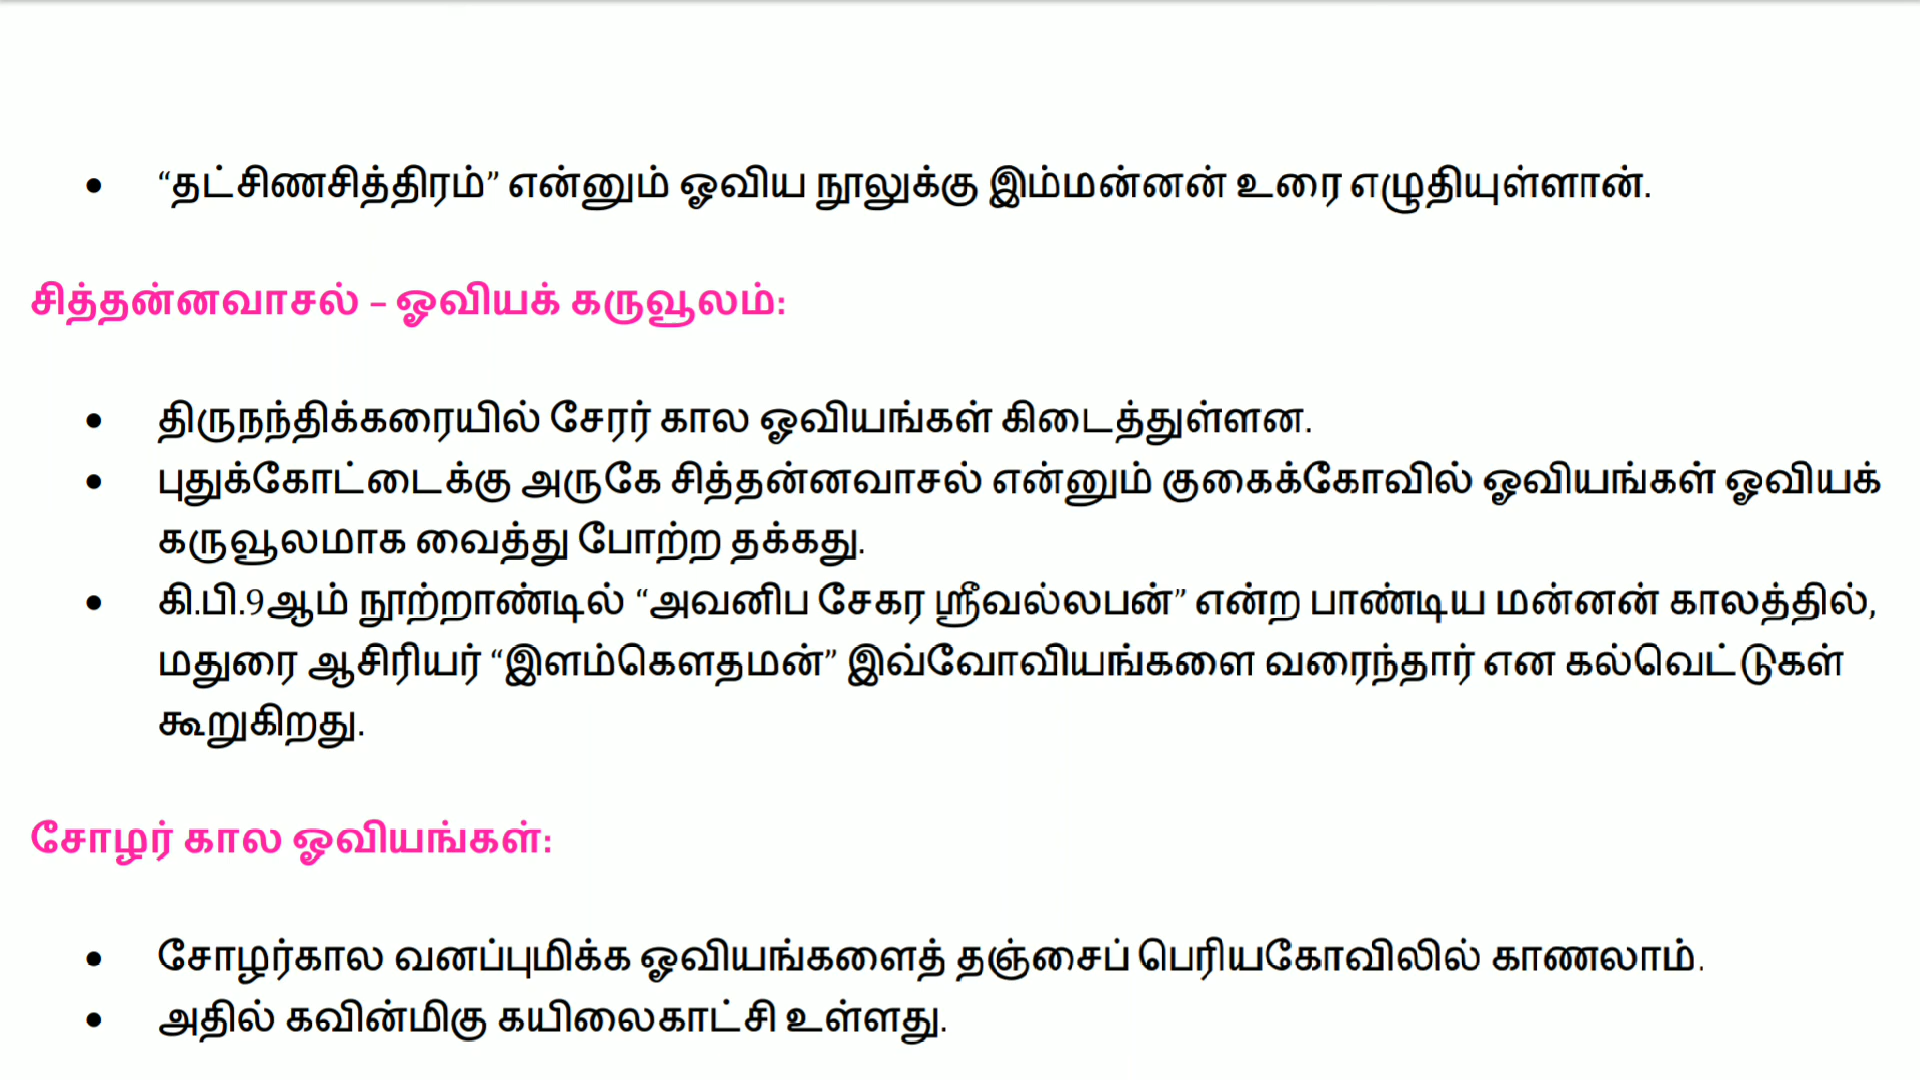 • “தட்சிணசித்திரம்” என்னும் ஓவிய நூலுக்கு இம்மன்னன் உரை எழுதியுள்ளான்.
சித்தன்னவாசல் – ஓவியக் கருவூலம்:
• திருநந்திக்கரையில் சேரர் கால ஓவியங்கள் கிடைத்துள்ளன.
• புதுக்கோட்டைக்கு அருகே சித்தன்னவாசல் என்னும் குகைக்கோவில் ஓவியங்கள் ஓவியக்
கருவூலமாக வைத்து போற்ற தக்கது.
• கி.பி.9ஆம் நூற்றாண்டில் “அவனிப சேகர ஸ்ரீவல்லபன்” என்ற பாண்டிய மன்னன் காலத்தில்,
மதுரை ஆசிரியர் “இளம்கௌதமன்” இவ்வோவியங்களை வரைந்தார் என கல்வெட்டுகள்
கூறுகிறது.
சோழர் கால ஓவியங்கள்:
• சோழர்கால வனப்புமிக்க ஓவியங்களைத் தஞ்சைப் பெரியகோவிலில் காணலாம்.
• அதில் கவின்மிகு கயிலைகாட்சி உள்ளது.